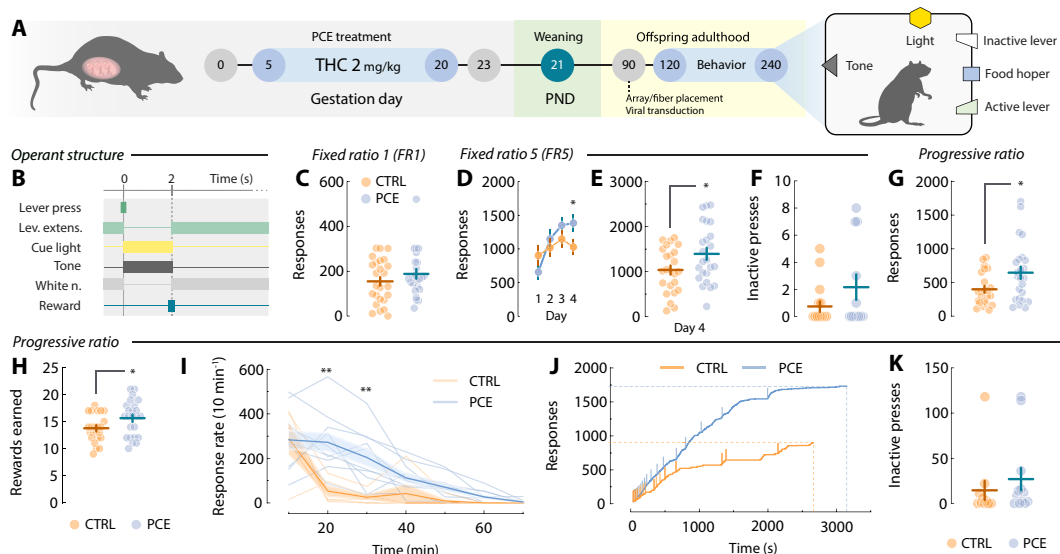 A
PCE treatment
Weaning
Offspring adulthood
0
5
THC 2 mg/kg
20
23
21
90
120
Behavior
240
Gestation day
PND
Array/fiber placement
Viral transduction
Light
Tone
Inactive lever
Food hoper
Active lever
Operant structure
Fixed ratio 1 (FR1)
Fixed ratio 5 (FR5)
Progressive ratio
B
0
2
Time (s)
Lever press
Lev. extens.
Cue light
Tone
White n.
Reward
C
CTRL
PCE
Responses
600
400
200
0
D
Responses
2000
1500
1000
500
0
*
1 2 3 4
Day
E
Responses
3000
2000
1000
0
*
Day 4
F
Inactive presses
8
6
4
2
0
G
Responses
2000
1500
1000
500
0
*
Progressive ratio
H
Rewards earned
25
20
15
10
5
0
*
CTRL
PCE
I
Response rate (10 min⁻¹)
600
400
200
0
**
**
CTRL
PCE
20
40
60
Time (min)
J
CTRL
PCE
Responses
2000
1500
1000
500
0
0
1000
2000
3000
Time (s)
K
Inactive presses
150
100
50
0
CTRL
PCE